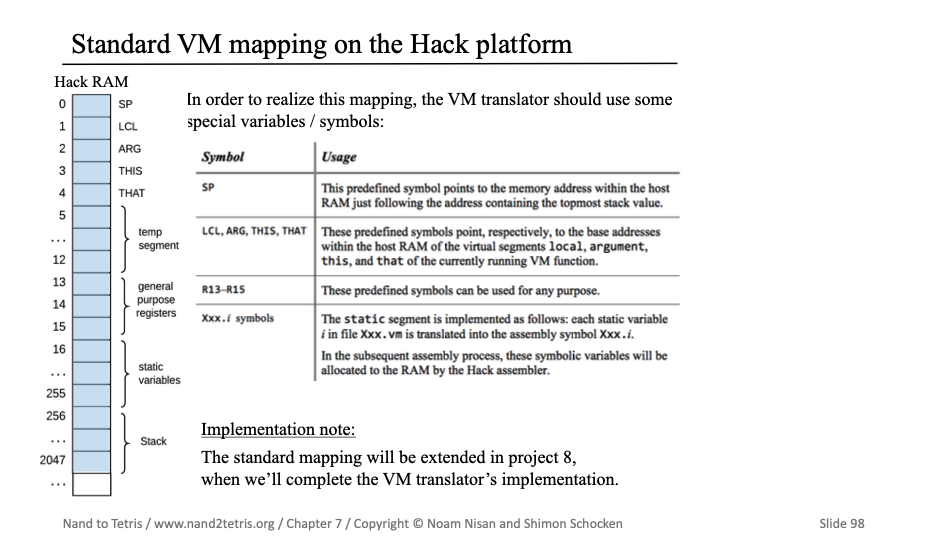 Standard VM mapping on the Hack platform
Hack RAM
0 SP
1 LCL
2 ARG
3 THIS
4 THAT
5
...
12
temp
segment
13
14
15
general
purpose
registers
16
...
255
static
variables
256
...
2047
Stack
...
In order to realize this mapping, the VM translator should use some
special variables / symbols:
Symbol Usage
SP This predefined symbol points to the memory address within the host
RAM just following the address containing the topmost stack value.
LCL, ARG, THIS, THAT These predefined symbols point, respectively, to the base addresses
within the host RAM of the virtual segments local, argument,
this, and that of the currently running VM function.
R13–R15 These predefined symbols can be used for any purpose.
Xxx.i symbols The static segment is implemented as follows: each static variable
i in file Xxx.vm is translated into the assembly symbol Xxx.i.
In the subsequent assembly process, these symbolic variables will be
allocated to the RAM by the Hack assembler.
Implementation note:
The standard mapping will be extended in project 8,
when we’ll complete the VM translator’s implementation.
Nand to Tetris / www.nand2tetris.org / Chapter 7 / Copyright © Noam Nisan and Shimon Schocken
Slide 98